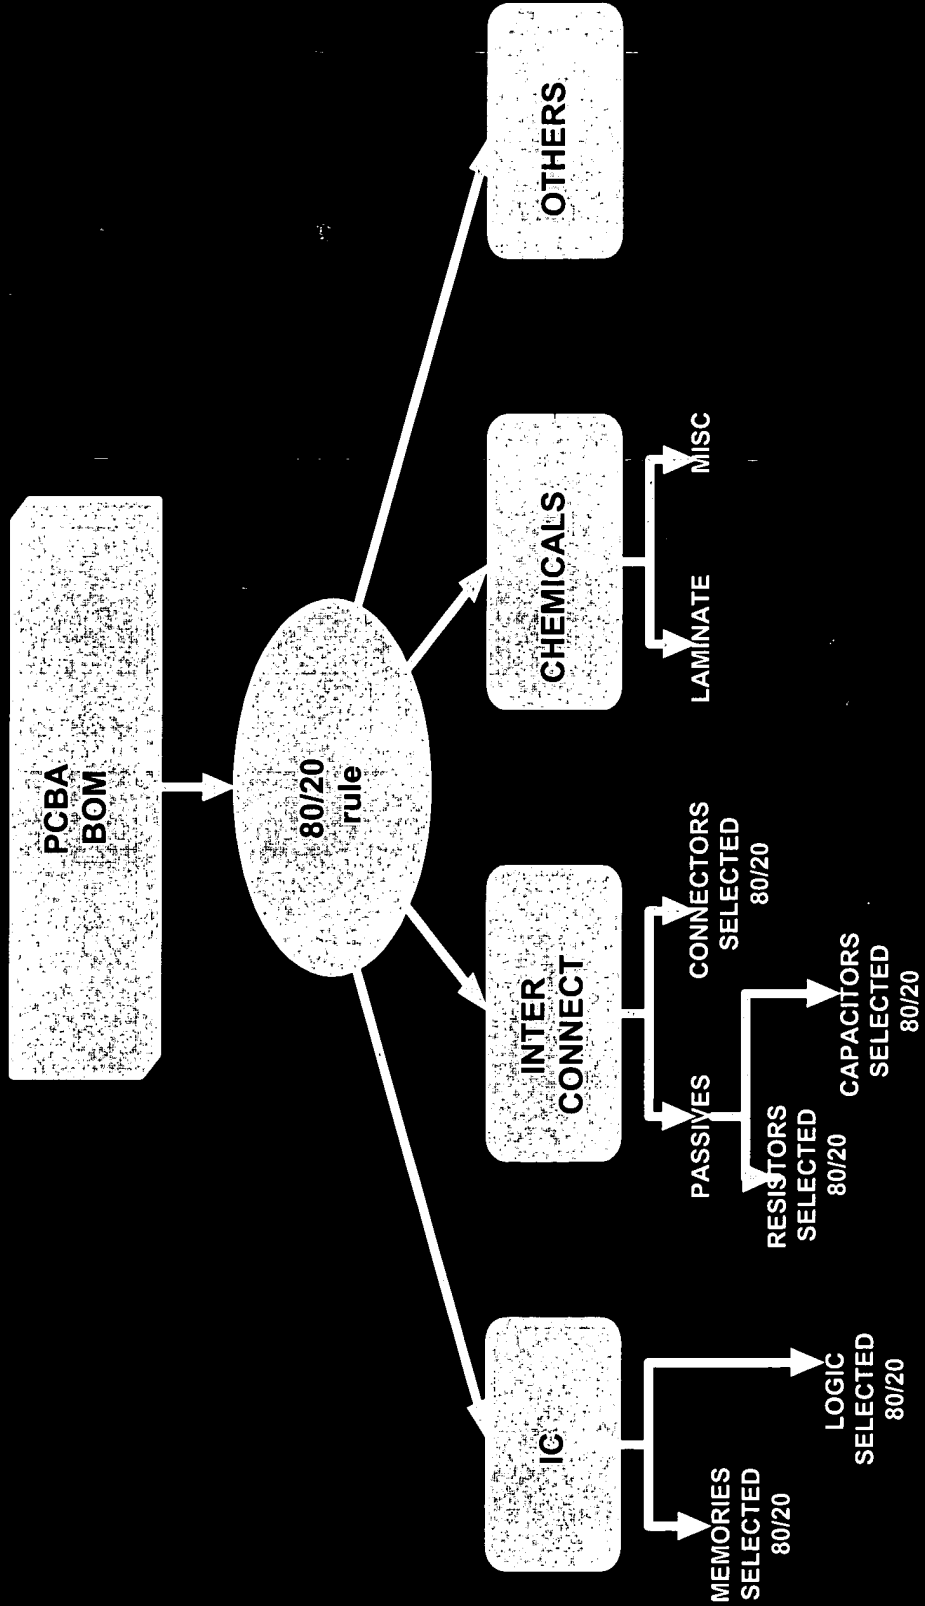 PCBA
BOM
80/20
rule
IC
INTER
CONNECT
CHEMICALS
OTHERS
MEMORIES
SELECTED
80/20
LOGIC
SELECTED
80/20
PASSIVES
CONNECTORS
SELECTED
80/20
RESISTORS
SELECTED
80/20
CAPACITORS
SELECTED
80/20
LAMINATE
MISC